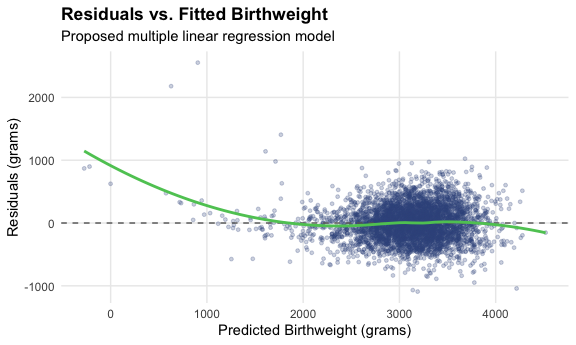 Residuals vs. Fitted Birthweight
Proposed multiple linear regression model
Residuals (grams)
2000
1000
0
-1000
0 1000 2000 3000 4000
Predicted Birthweight (grams)